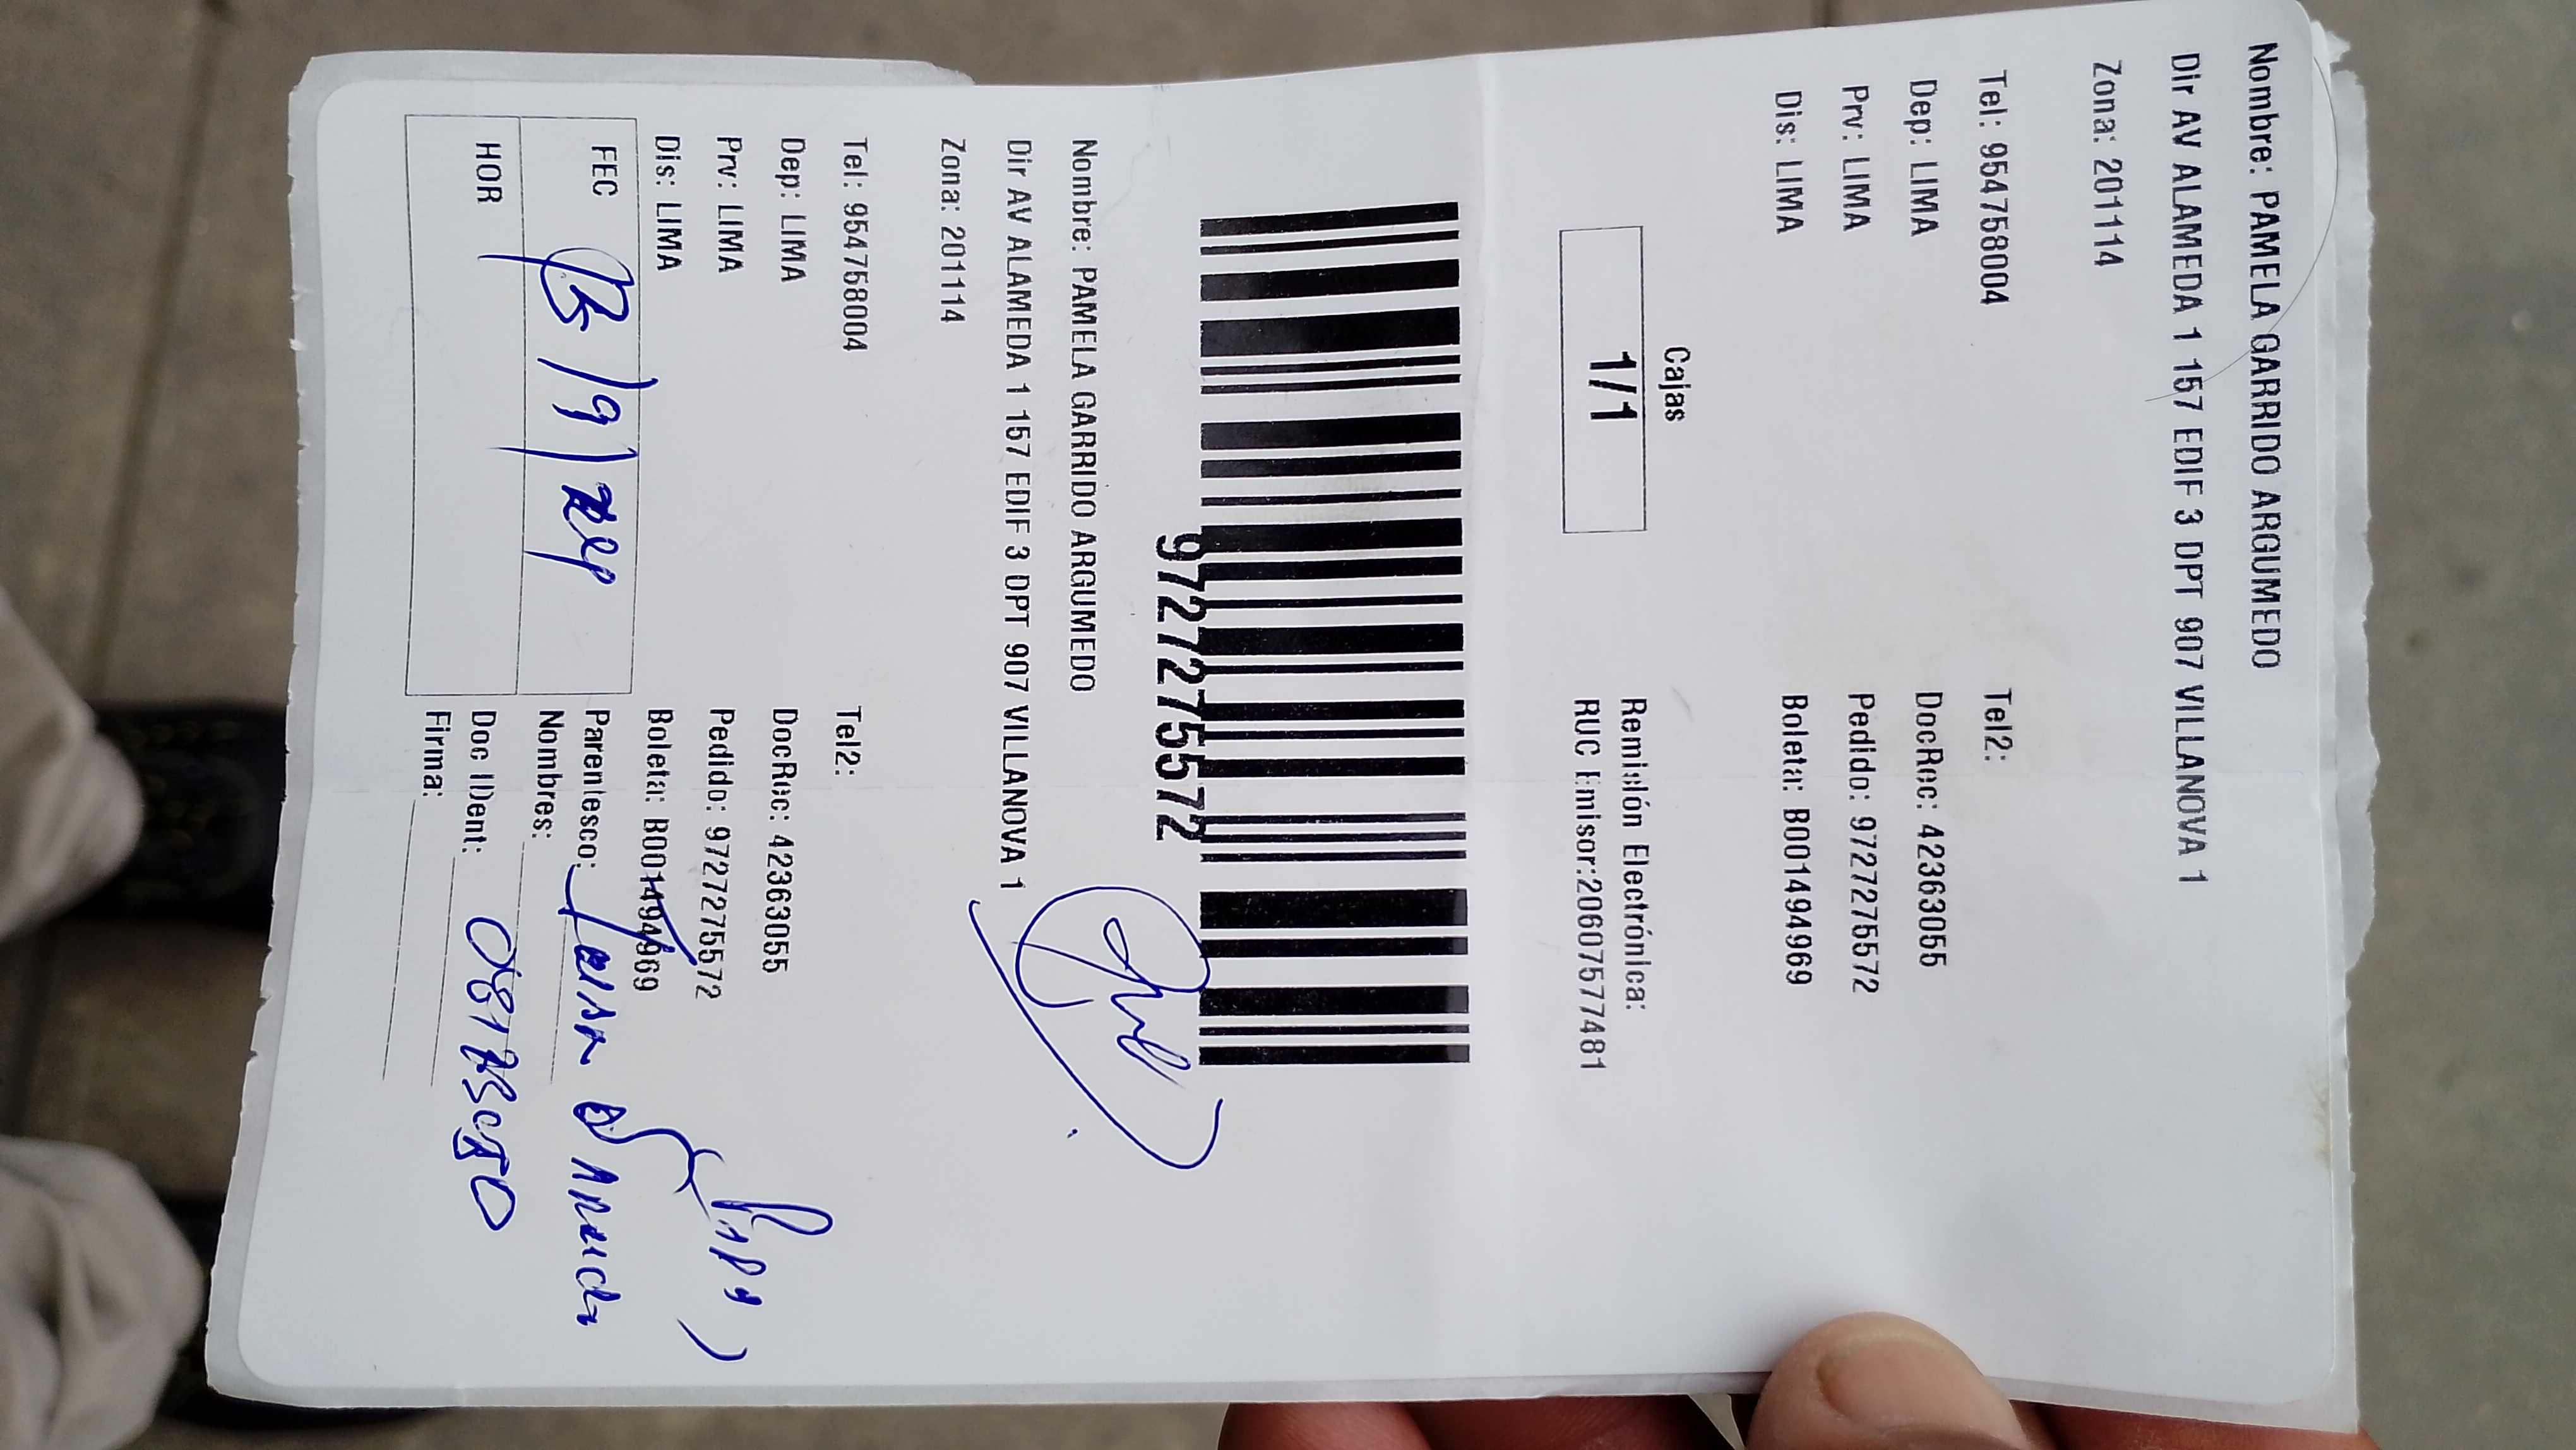 Nombre: PAMELA GARRIDO ARGUMEDO
Dir AV ALAMEDA 1 157 EDIF 3 DPT 907 VILLANOVA 1
Zona: 201114
Tel: 954758004 Tel2:
Dep: LIMA DocRec: 42363055
Prv: LIMA Pedido: 9727275572
Dis: LIMA Boleta: B001494969
Cajas
1/1
Remisión Electrónica:
RUC Emisor:20607577481
9727275572
Nombre: PAMELA GARRIDO ARGUMEDO
Dir AV ALAMEDA 1 157 EDIF 3 DPT 907 VILLANOVA 1
Zona: 201114
Tel: 954758004 Tel2:
Dep: LIMA DocRec: 42363055
Prv: LIMA Pedido: 9727275572
Dis: LIMA Boleta: B001494969
FEC Parentesco:
Nombres:
HOR Doc IDent:
Firma: